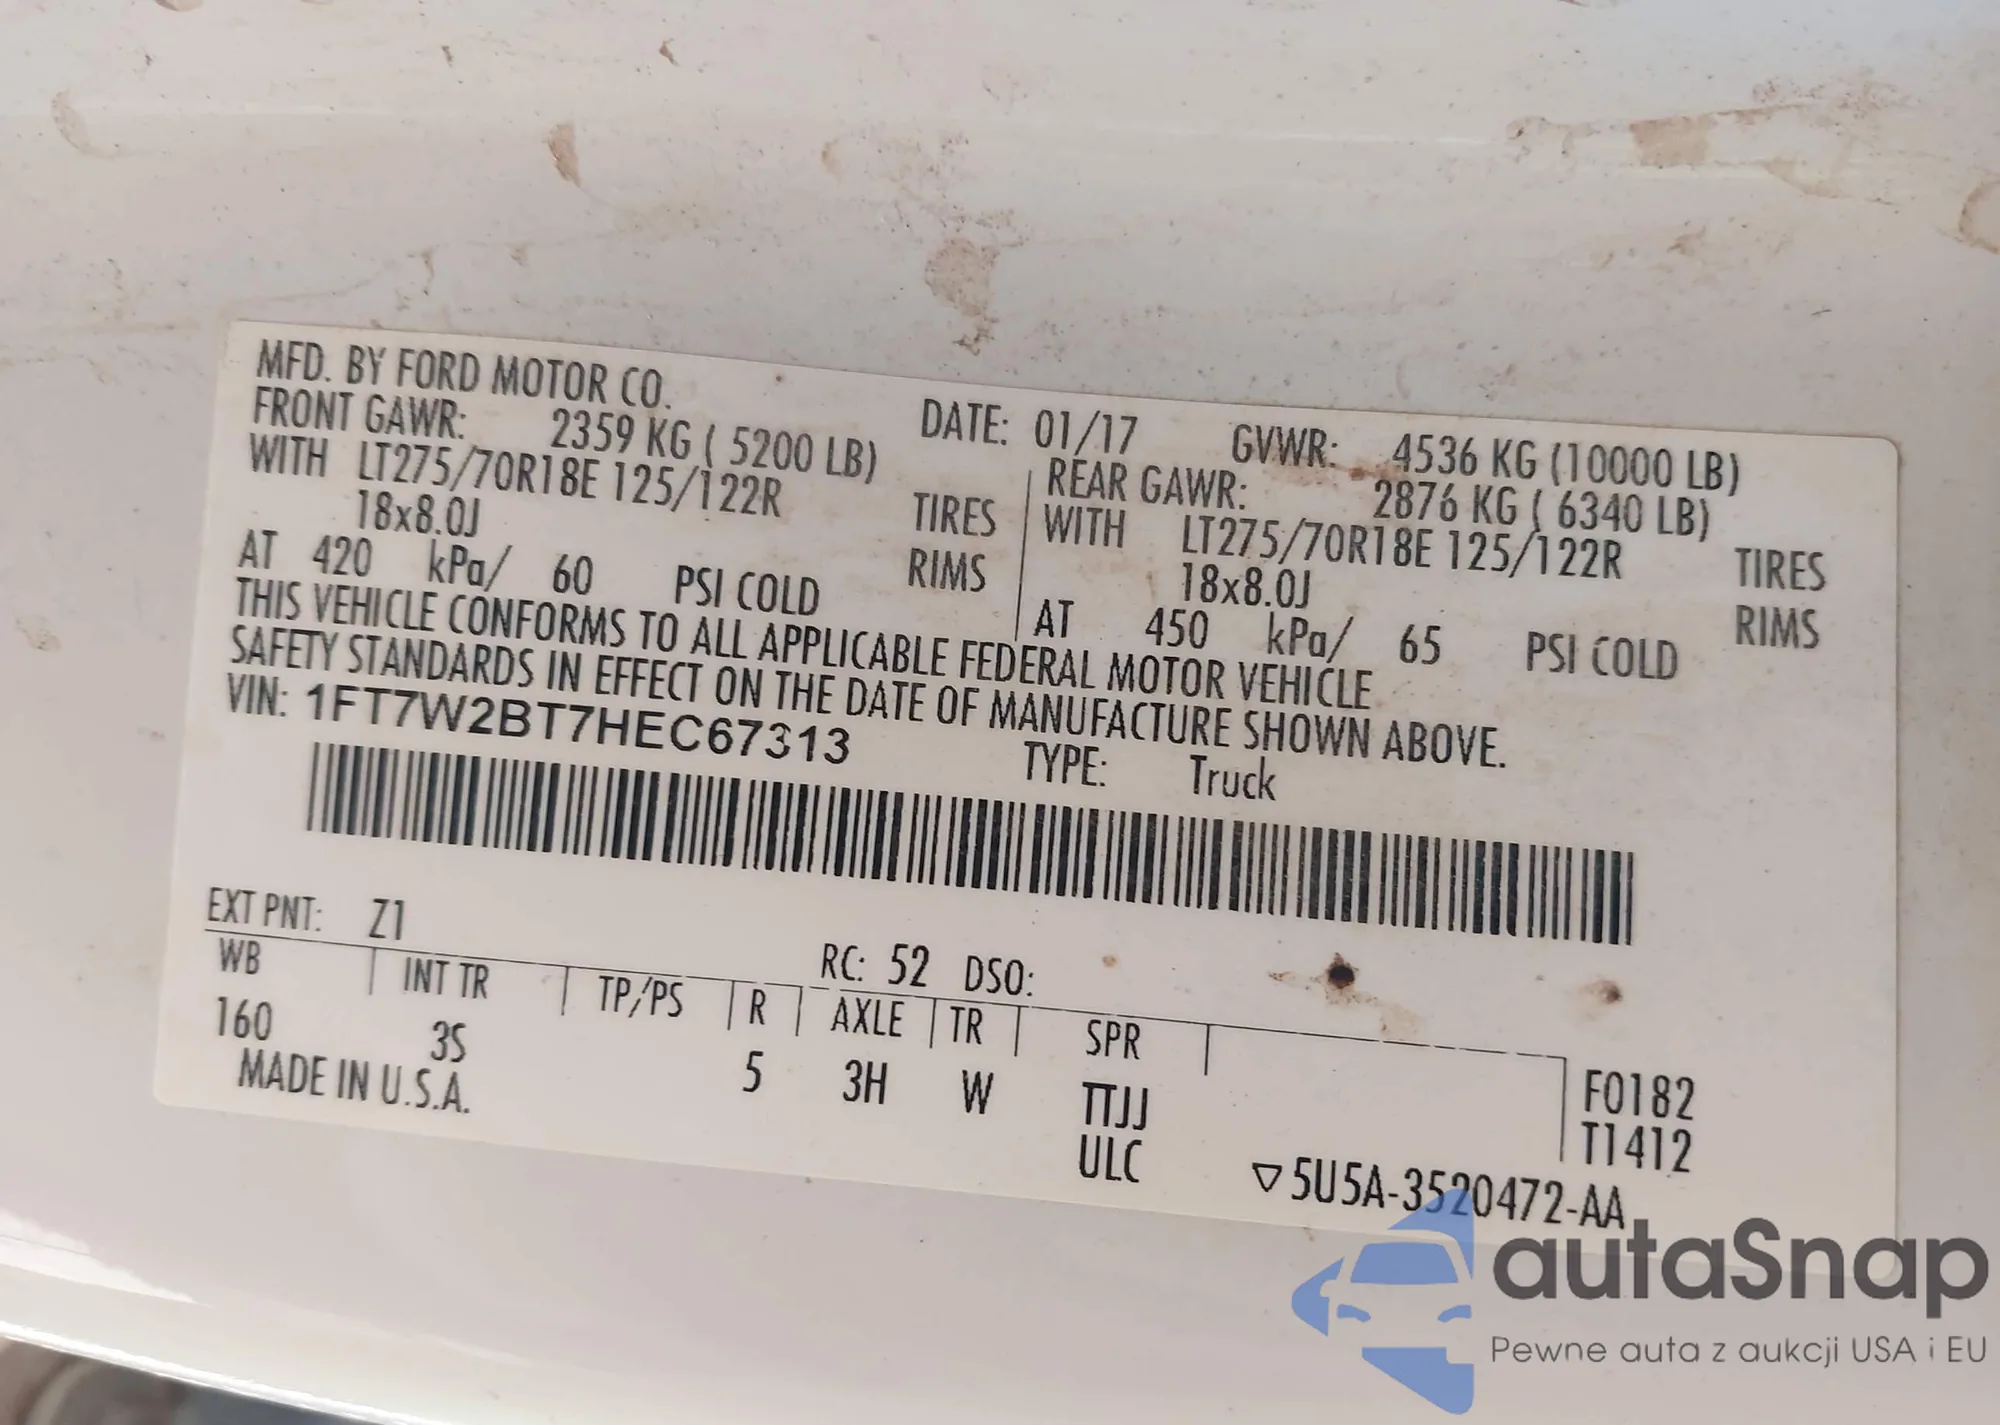 MFD. BY FORD MOTOR CO.
DATE: 01/17 GVWR: 4536 KG (10000 LB)
FRONT GAWR: 2359 KG ( 5200 LB)
WITH LT275/70R18E 125/122R TIRES
18x8.0J RIMS
AT 420 kPa/ 60 PSI COLD
REAR GAWR: 2876 KG ( 6340 LB)
WITH LT275/70R18E 125/122R TIRES
18x8.0J RIMS
AT 450 kPa/ 65 PSI COLD
THIS VEHICLE CONFORMS TO ALL APPLICABLE FEDERAL MOTOR VEHICLE
SAFETY STANDARDS IN EFFECT ON THE DATE OF MANUFACTURE SHOWN ABOVE.
VIN: 1FT7W2BT7HEC67313 TYPE: Truck
EXT PNT: Z1 RC: 52 DSO:
WB INT TR TP/PS R AXLE TR SPR
160 3S 5 3H W TTJJ F0182
MADE IN U.S.A. ULC T1412
▽5U5A-3520472-AA
autaSnap
Pewne auta z aukcji USA i EU